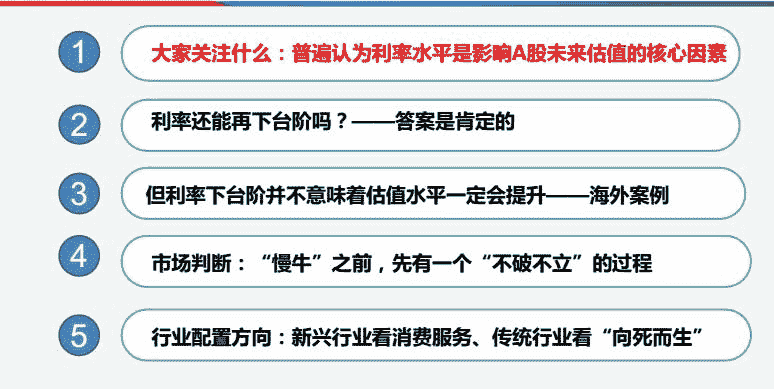 1 大家关注什么：普遍认为利率水平是影响A股未来估值的核心因素
2 利率还能再下台阶吗？——答案是肯定的
3 但利率下台阶并不意味着估值水平一定会提升——海外案例
4 市场判断：“慢牛”之前，先有一个“不破不立”的过程
5 行业配置方向：新兴行业看消费服务、传统行业看“向死而生”